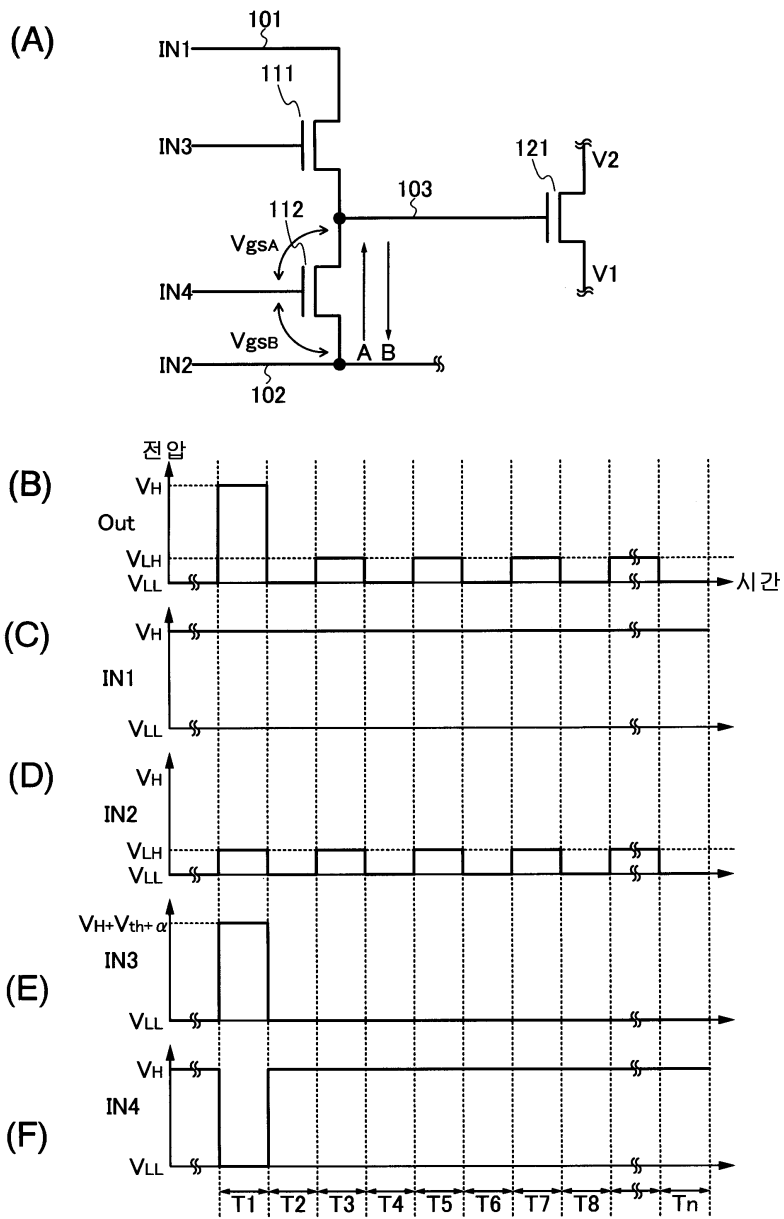 (A)
101
IN1
111
IN3
121
V2
103
112
VgsA
IN4
V1
VgsB
A B
IN2
102
전압
(B)
VH
Out
VLH
VLL
시간
(C)
VH
IN1
VLL
(D)
VH
IN2
VLH
VLL
VH+Vth+α
IN3
(E)
VLL
VH
IN4
(F)
VLL
T1 T2 T3 T4 T5 T6 T7 T8 Tn